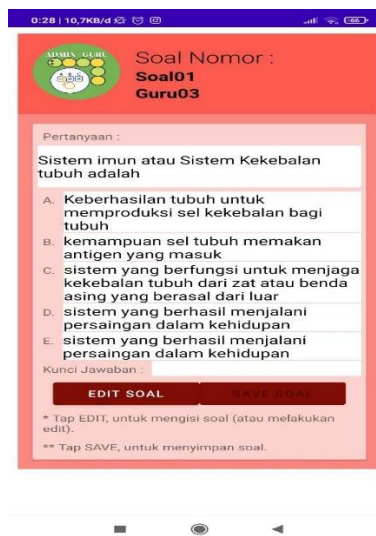 0:28 | 10,7KB/d
66
ADMIN GURU
Soal Nomor :
Soal01
Guru03
Pertanyaan :
Sistem imun atau Sistem Kekebalan
tubuh adalah
A. Keberhasilan tubuh untuk
memproduksi sel kekebalan bagi
tubuh
B. kemampuan sel tubuh memakan
antigen yang masuk
C. sistem yang berfungsi untuk menjaga
kekebalan tubuh dari zat atau benda
asing yang berasal dari luar
D. sistem yang berhasil menjalani
persaingan dalam kehidupan
E. sistem yang berhasil menjalani
persaingan dalam kehidupan
Kunci Jawaban :
EDIT SOAL SAVE SOAL
* Tap EDIT, untuk mengisi soal (atau melakukan
edit).
** Tap SAVE, untuk menyimpan soal.